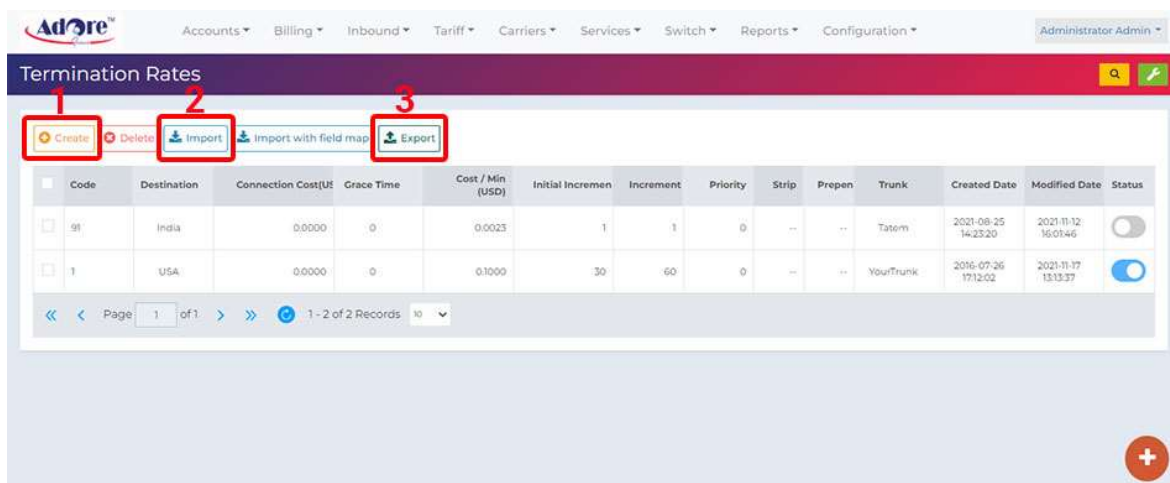 Adore™
Accounts Billing Inbound Tariff Carriers Services Switch Reports Configuration Administrator Admin
Termination Rates
1 2 3
Create Delete Import Import with field map Export
Code Destination Connection Cost(US Grace Time Cost / Min (USD) Initial Incremen Increment Priority Strip Prepen Trunk Created Date Modified Date Status
91 India 0.0000 0 0.0023 1 1 0 -- -- Tatem 2021-08-25 14:23:20 2021-11-12 16:01:46
1 USA 0.0000 0 0.1000 30 60 0 -- -- YourTrunk 2016-07-26 17:12:02 2021-11-17 13:13:37
« < Page 1 of 1 > » 1 - 2 of 2 Records 10
+